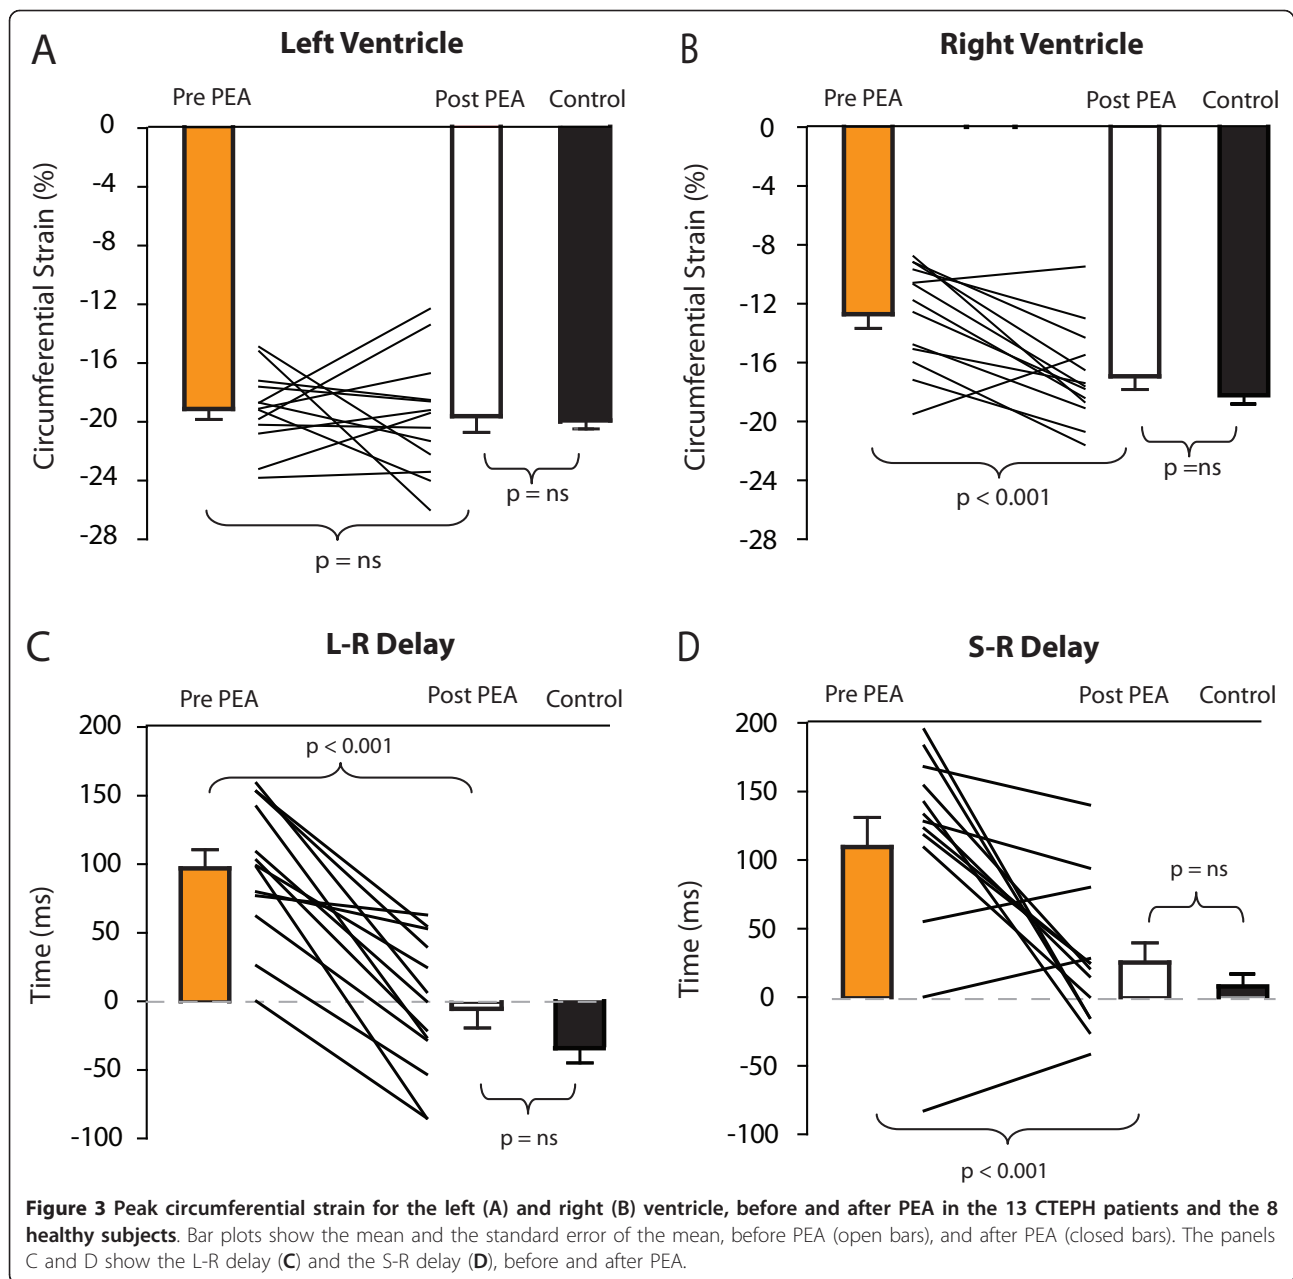 A
Left Ventricle
Pre PEA
Post PEA
Control
0
-4
-8
-12
-16
-20
-24
-28
Circumferential Strain (%)
p = ns
p = ns
B
Right Ventricle
Pre PEA
Post PEA
Control
0
-4
-8
-12
-16
-20
-24
-28
Circumferential Strain (%)
p =ns
p < 0.001
C
L-R Delay
Pre PEA
Post PEA
Control
200
150
100
50
0
-50
-100
Time (ms)
p < 0.001
p = ns
D
S-R Delay
Pre PEA
Post PEA
Control
200
150
100
50
0
-50
-100
Time (ms)
p = ns
p < 0.001
Figure 3 Peak circumferential strain for the left (A) and right (B) ventricle, before and after PEA in the 13 CTEPH patients and the 8
healthy subjects. Bar plots show the mean and the standard error of the mean, before PEA (open bars), and after PEA (closed bars). The panels
C and D show the L-R delay (C) and the S-R delay (D), before and after PEA.